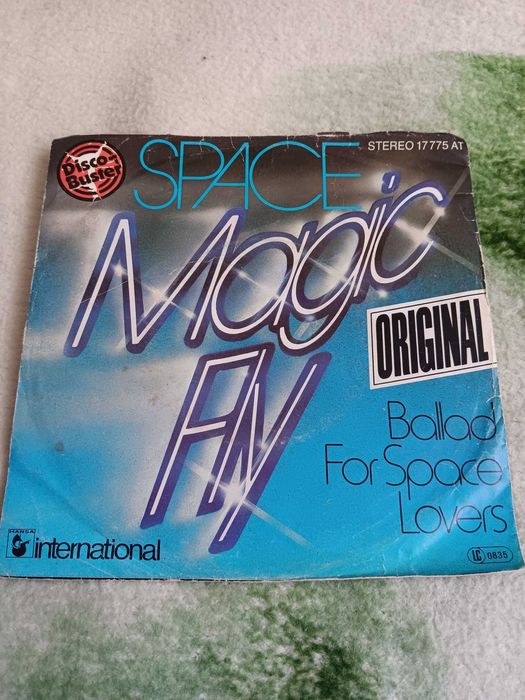 Disco-
Buster
SPACE
STEREO 17 775 AT
Magic
Fly
ORIGINAL
Ballad
For Space
Lovers
HANSA
international
LC 0835